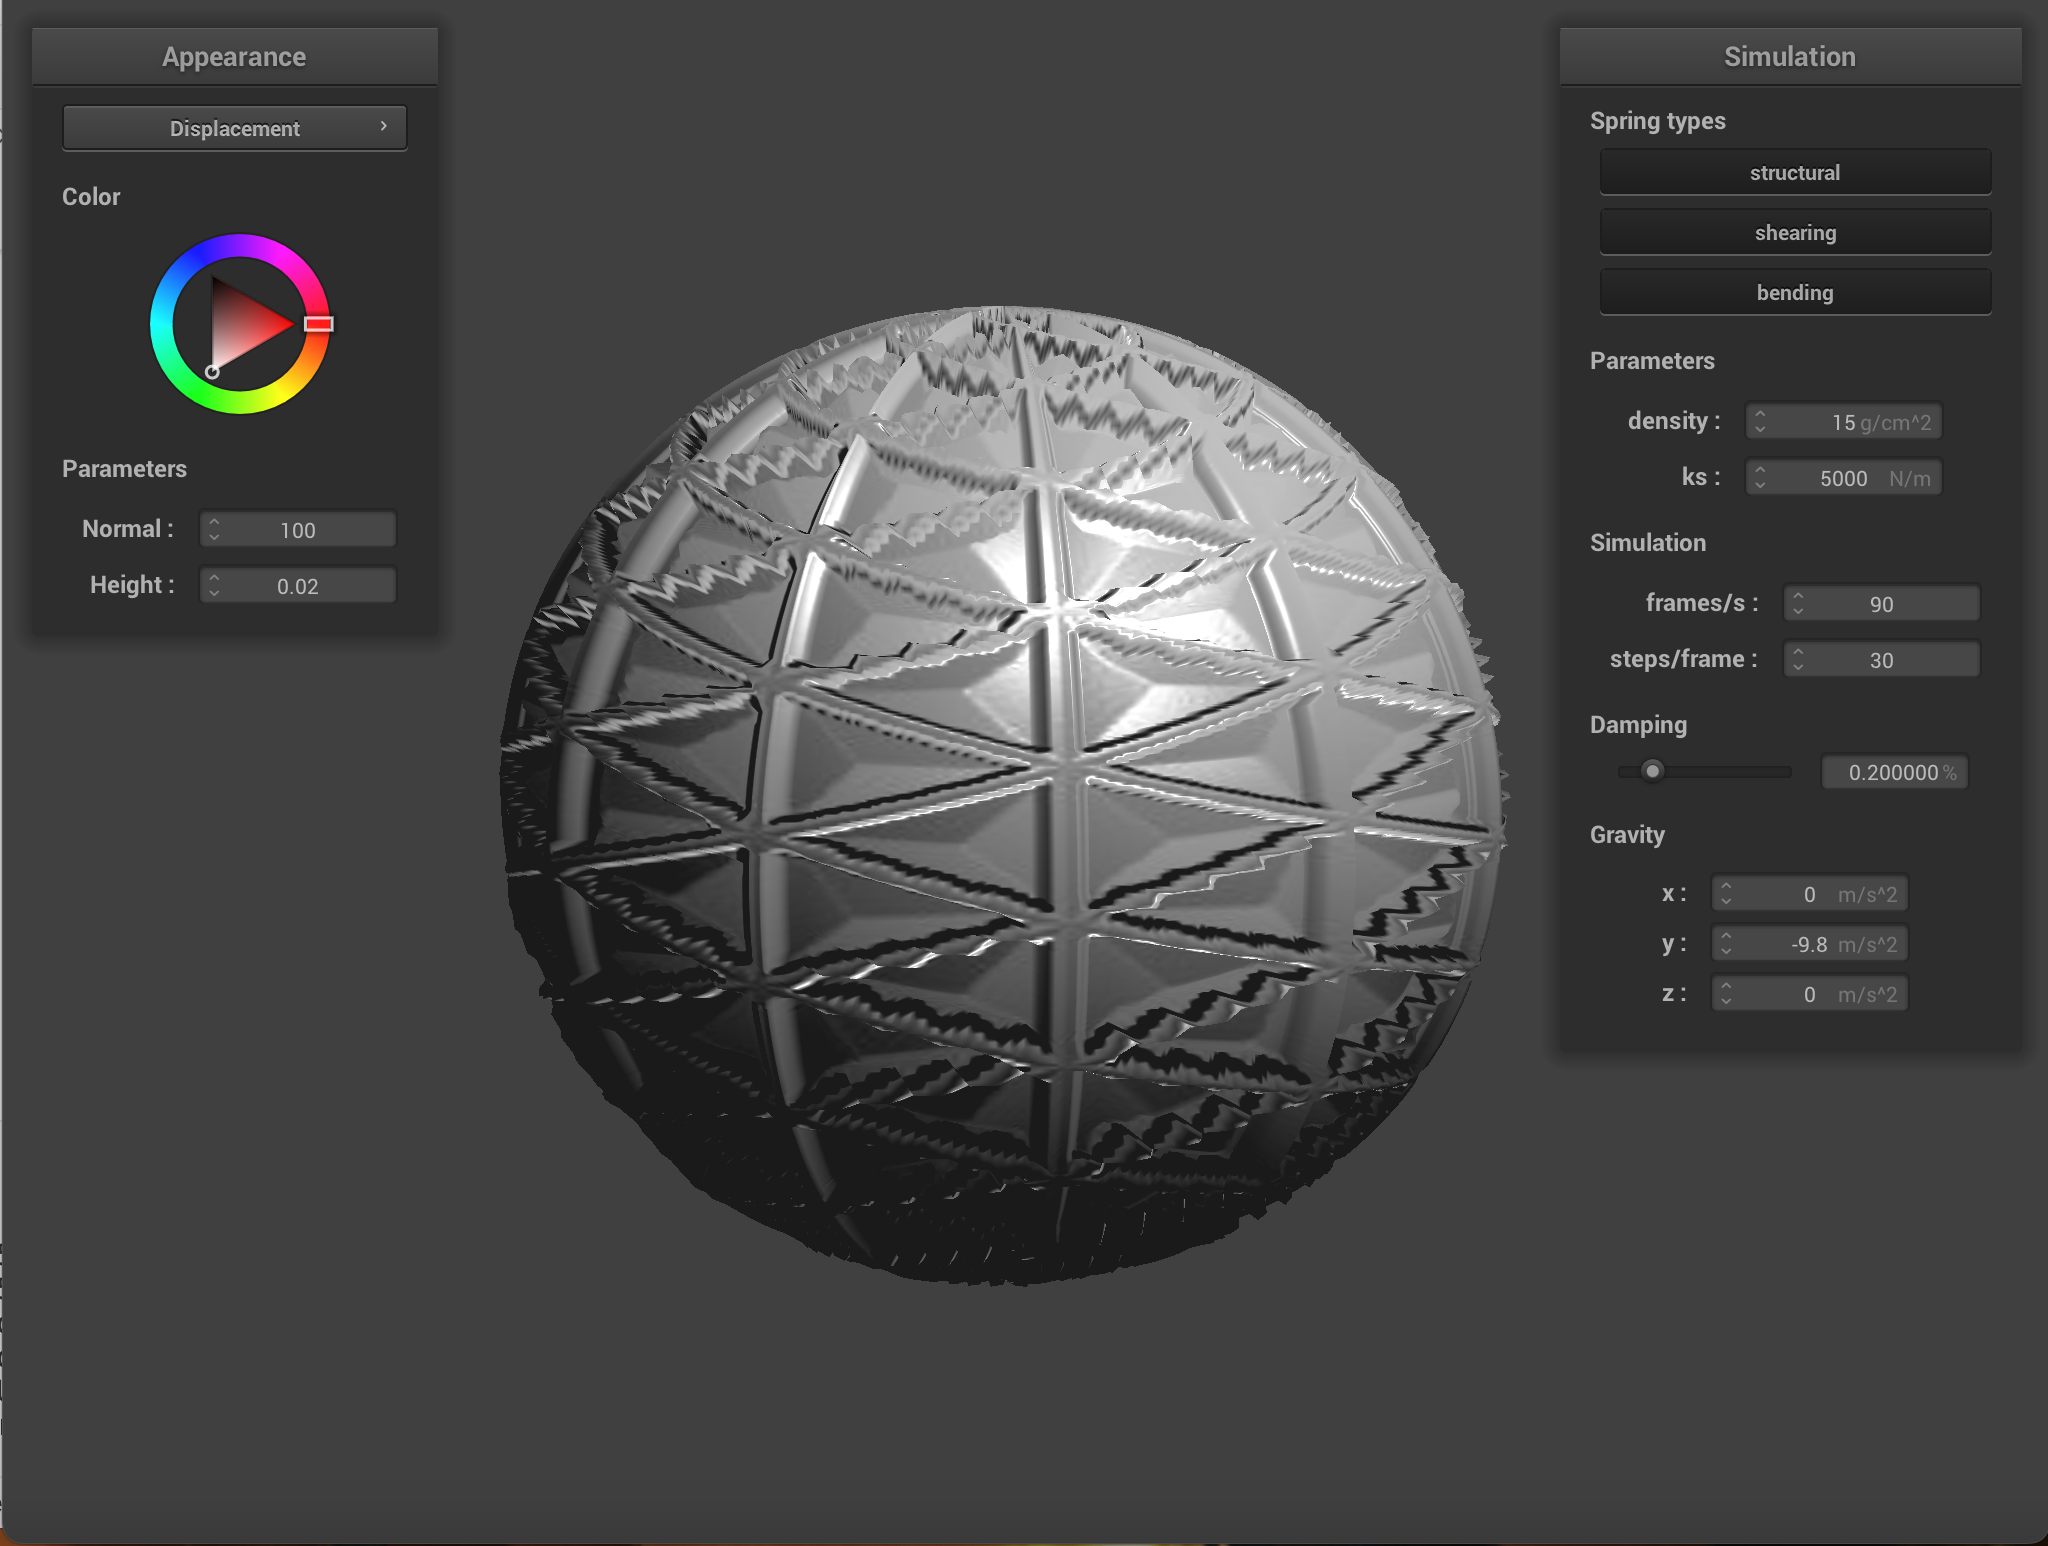 Appearance
Displacement
Color
Parameters
Normal : 100
Height : 0.02
Simulation
Spring types
structural
shearing
bending
Parameters
density : 15 g/cm^2
ks : 5000 N/m
Simulation
frames/s : 90
steps/frame : 30
Damping
0.200000 %
Gravity
x : 0 m/s^2
y : -9.8 m/s^2
z : 0 m/s^2